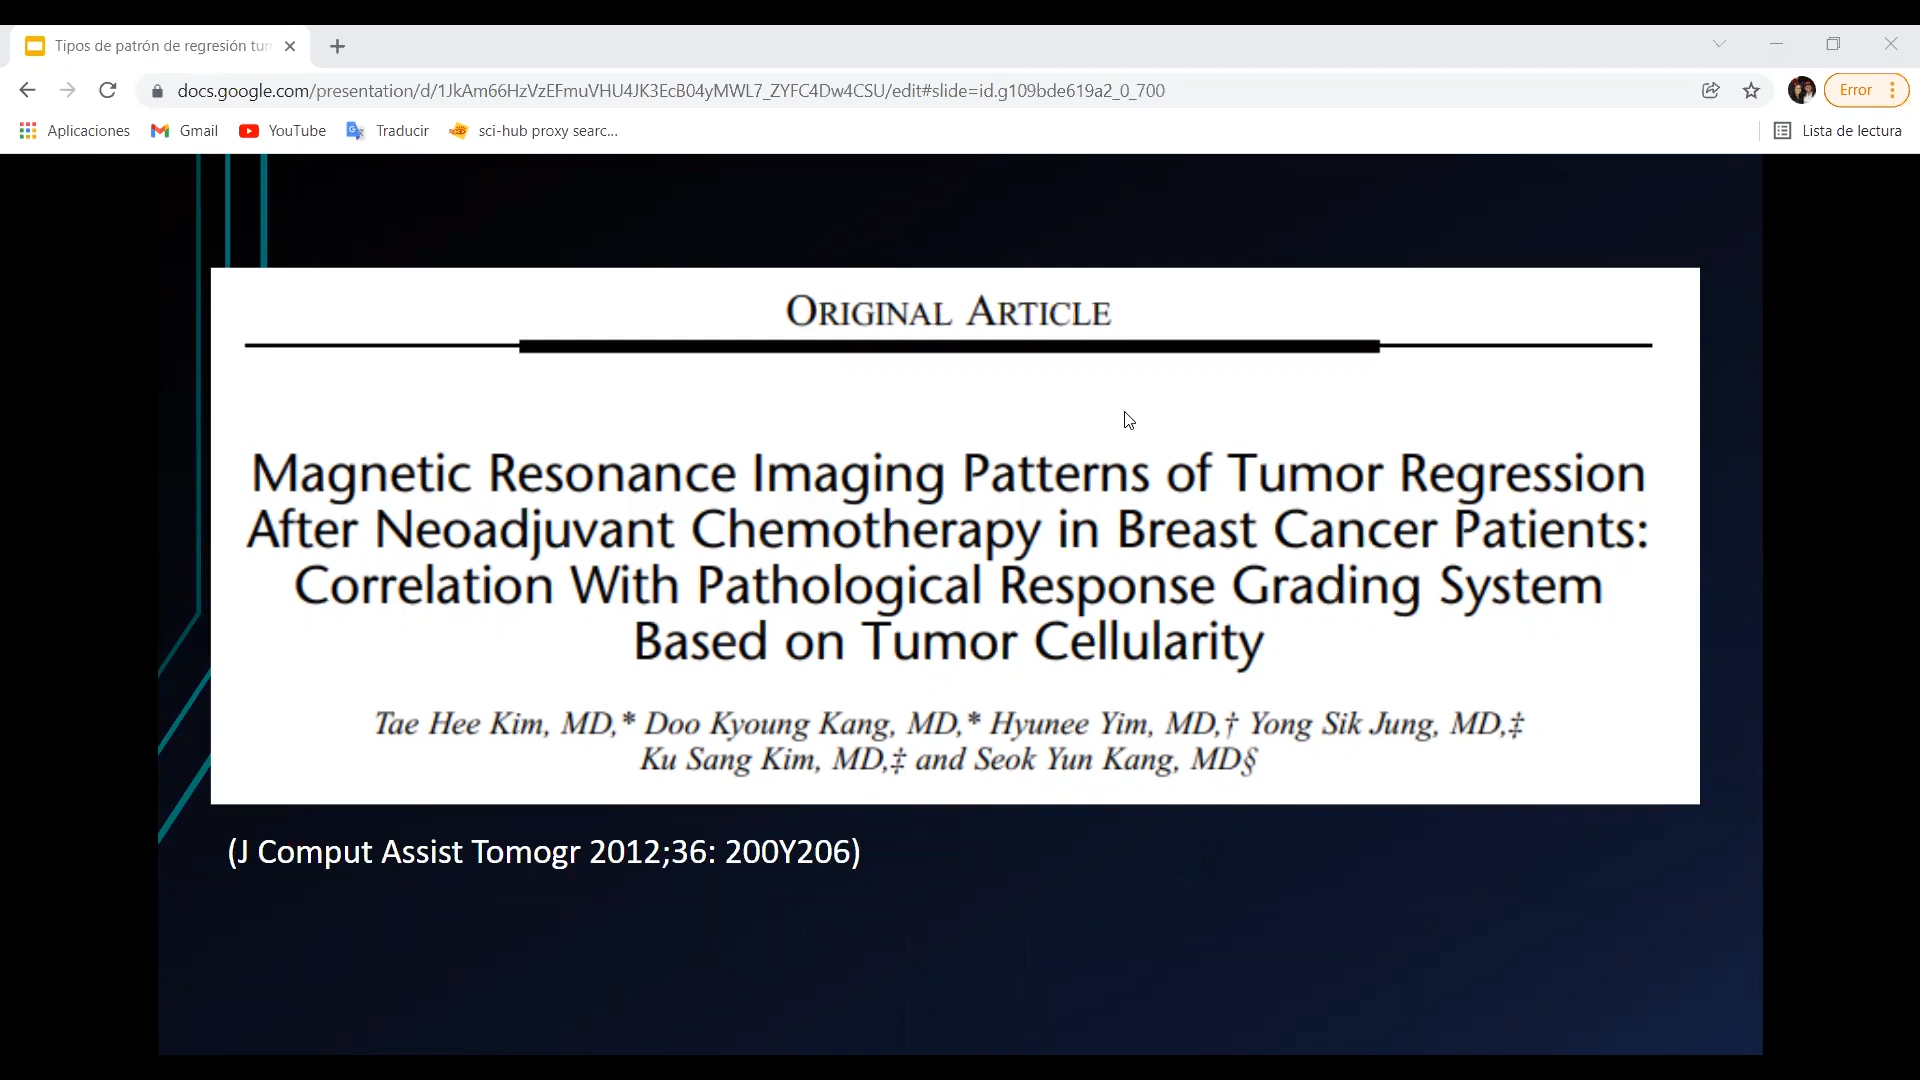 Tipos de patrón de regresión tum
docs.google.com/presentation/d/1JkAm66HzVzEFmuVHU4JK3EcB04yMWL7_ZYFC4Dw4CSU/edit#slide=id.g109bde619a2_0_700
Error
Aplicaciones
Gmail
YouTube
Traducir
sci-hub proxy searc...
Lista de lectura
ORIGINAL ARTICLE
Magnetic Resonance Imaging Patterns of Tumor Regression
After Neoadjuvant Chemotherapy in Breast Cancer Patients:
Correlation With Pathological Response Grading System
Based on Tumor Cellularity
Tae Hee Kim, MD,* Doo Kyoung Kang, MD,* Hyunee Yim, MD,† Yong Sik Jung, MD,‡
Ku Sang Kim, MD,‡ and Seok Yun Kang, MD§
(J Comput Assist Tomogr 2012;36: 200Y206)